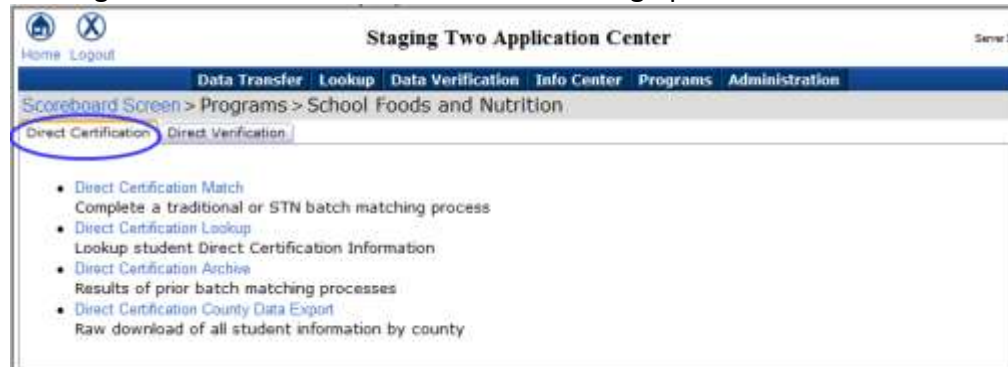 Staging Two Application Center
Home Logout
Data Transfer Lookup Data Verification Info Center Programs Administration
Scoreboard Screen > Programs > School Foods and Nutrition
Direct Certification Direct Verification
• Direct Certification Match
Complete a traditional or STN batch matching process
• Direct Certification Lookup
Lookup student Direct Certification Information
• Direct Certification Archive
Results of prior batch matching processes
• Direct Certification County Data Export
Raw download of all student information by county